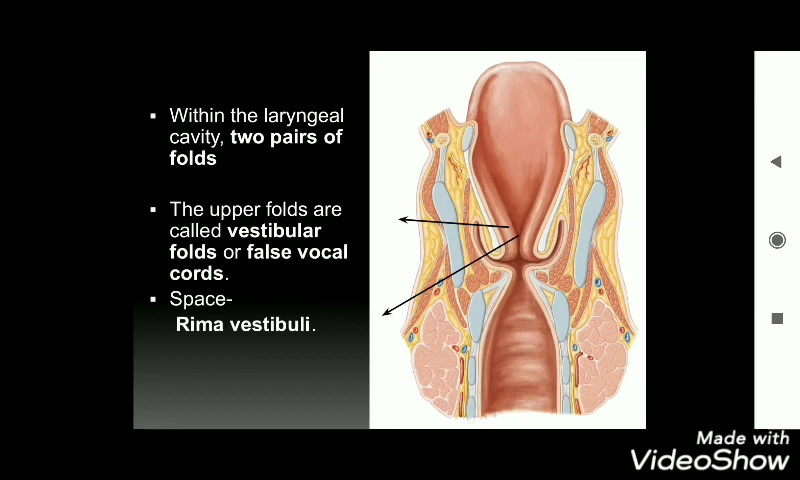 ▪ Within the laryngeal
cavity, two pairs of
folds
▪ The upper folds are
called vestibular
folds or false vocal
cords.
▪ Space-
Rima vestibuli.
Made with
VideoShow